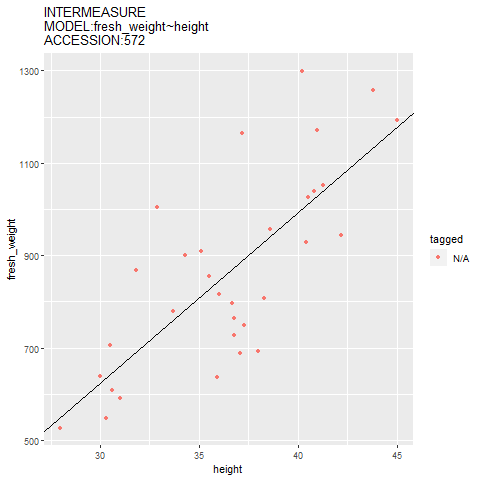 INTERMEASURE
MODEL:fresh_weight~height
ACCESSION:572
1300
1100
900
700
500
fresh_weight
30
35
40
45
height
tagged
N/A